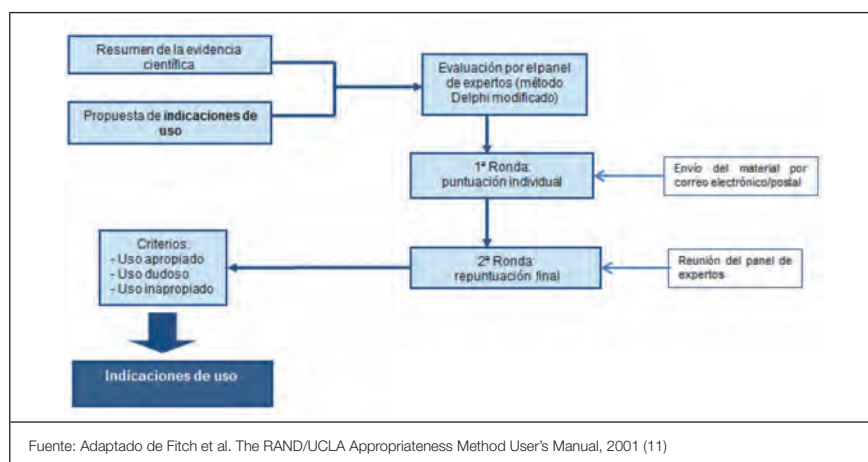 Resumen de la evidencia
científica
Propuesta de indicaciones de
uso
Evaluación por el panel
de expertos (método
Delphi modificado)
1ª Ronda:
puntuación individual
Envío del material por
correo electrónico/postal
2ª Ronda:
repuntuación final
Reunión del panel de
expertos
Criterios:
- Uso apropiado
- Uso dudoso
- Uso inapropiado
Indicaciones de uso
Fuente: Adaptado de Fitch et al. The RAND/UCLA Appropriateness Method User’s Manual, 2001 (11)